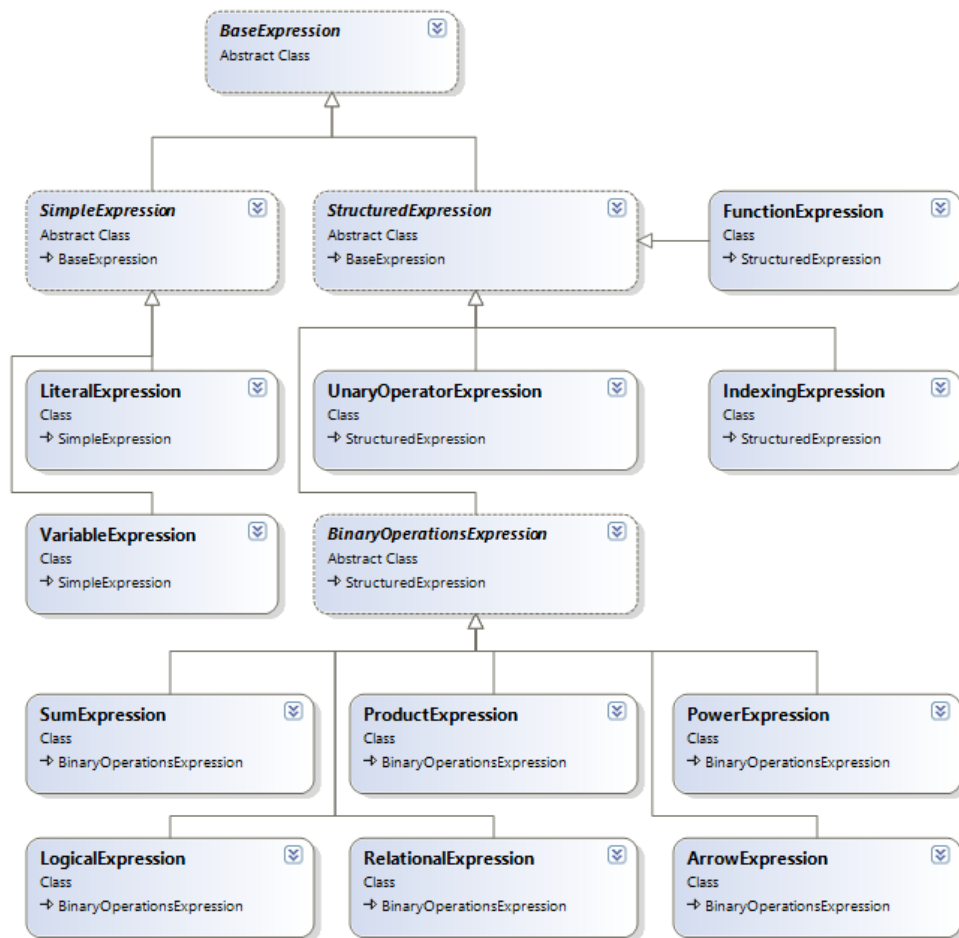 BaseExpression
Abstract Class
SimpleExpression
Abstract Class
BaseExpression
StructuredExpression
Abstract Class
BaseExpression
FunctionExpression
Class
StructuredExpression
LiteralExpression
Class
SimpleExpression
UnaryOperatorExpression
Class
StructuredExpression
IndexingExpression
Class
StructuredExpression
VariableExpression
Class
SimpleExpression
BinaryOperationsExpression
Abstract Class
StructuredExpression
SumExpression
Class
BinaryOperationsExpression
ProductExpression
Class
BinaryOperationsExpression
PowerExpression
Class
BinaryOperationsExpression
LogicalExpression
Class
BinaryOperationsExpression
RelationalExpression
Class
BinaryOperationsExpression
ArrowExpression
Class
BinaryOperationsExpression